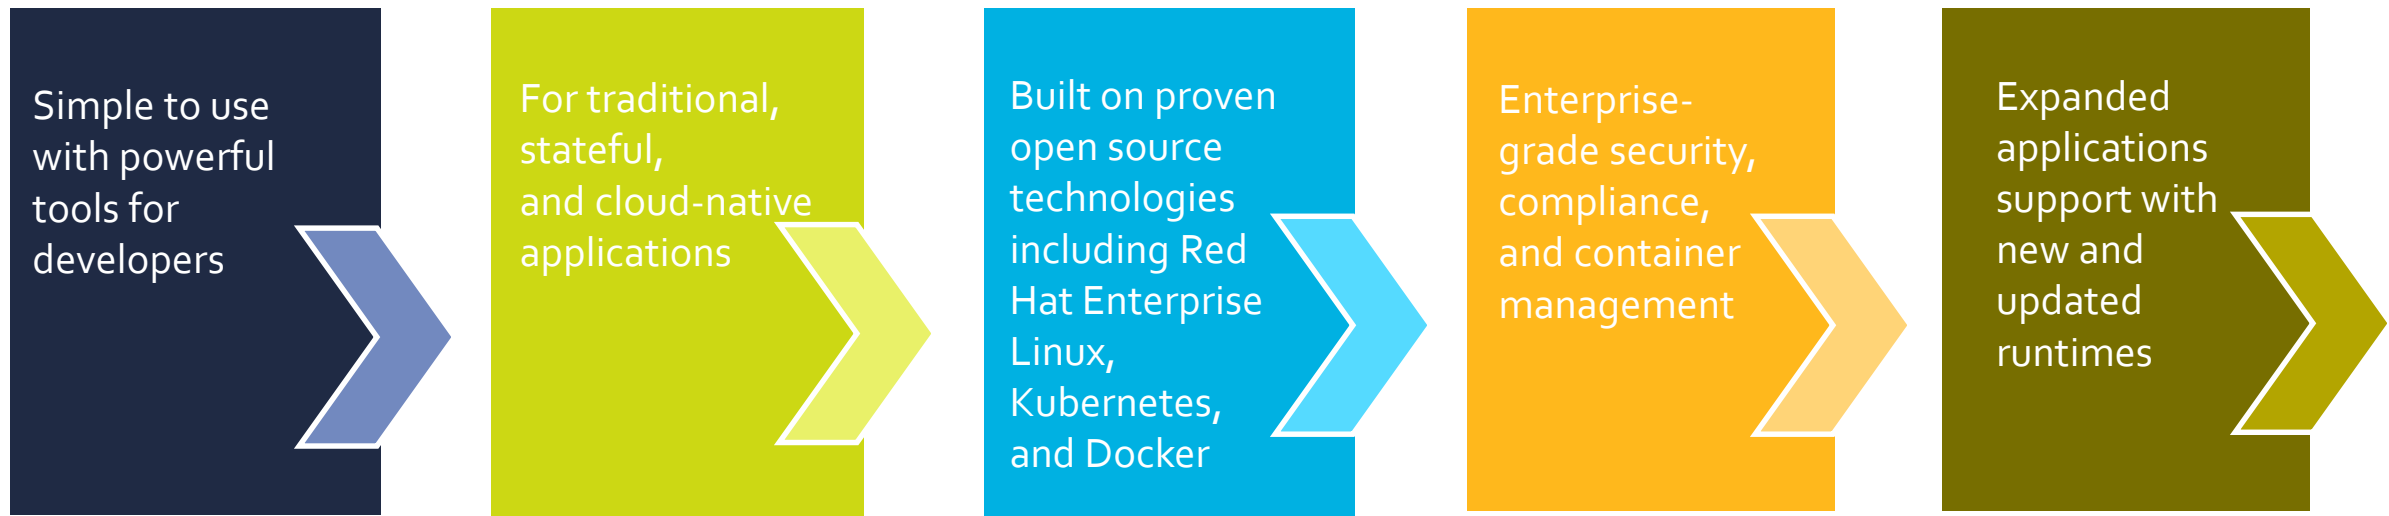 Simple to use
with powerful
tools for
developers
For traditional,
stateful,
and cloud-native
applications
Built on proven
open source
technologies
including Red
Hat Enterprise
Linux,
Kubernetes,
and Docker
Enterprise-
grade security,
compliance,
and container
management
Expanded
applications
support with
new and
updated
runtimes